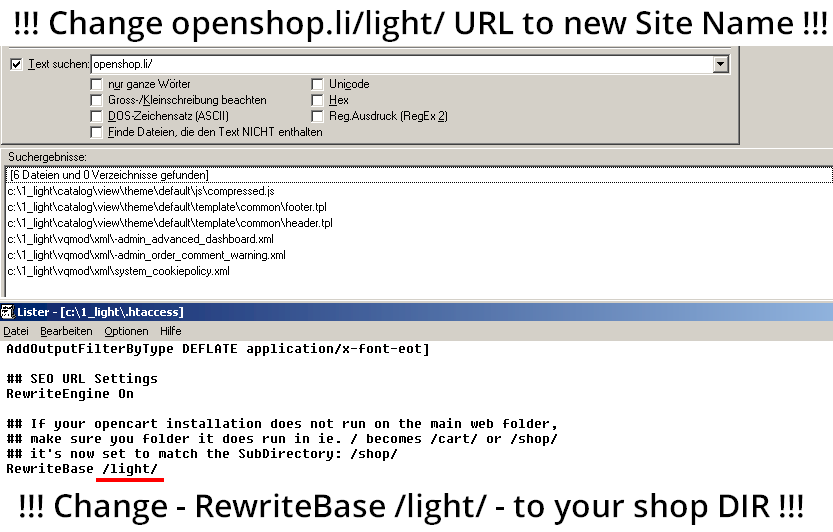 !!! Change openshop.li/light/ URL to new Site Name !!!
Text suchen: openshop.li/
nur ganze Wörter Unicode
Gross-/Kleinschreibung beachten Hex
DOS-Zeichensatz (ASCII) Reg.Ausdruck (RegEx 2)
Finde Dateien, die den Text NICHT enthalten
Suchergebnisse:
[6 Dateien und 0 Verzeichnisse gefunden]
c:\1_light\catalog\view\theme\default\js\compressed.js
c:\1_light\catalog\view\theme\default\template\common\footer.tpl
c:\1_light\catalog\view\theme\default\template\common\header.tpl
c:\1_light\vqmod\xml\-admin_advanced_dashboard.xml
c:\1_light\vqmod\xml\-admin_order_comment_warning.xml
c:\1_light\vqmod\xml\system_cookiepolicy.xml
Lister - [c:\1_light\.htaccess]
Datei Bearbeiten Optionen Hilfe
AddOutputFilterByType DEFLATE application/x-font-eot]
## SEO URL Settings
RewriteEngine On
## If your opencart installation does not run on the main web folder,
## make sure you folder it does run in ie. / becomes /cart/ or /shop/
## it's now set to match the SubDirectory: /shop/
RewriteBase /light/
!!! Change - RewriteBase /light/ - to your shop DIR !!!